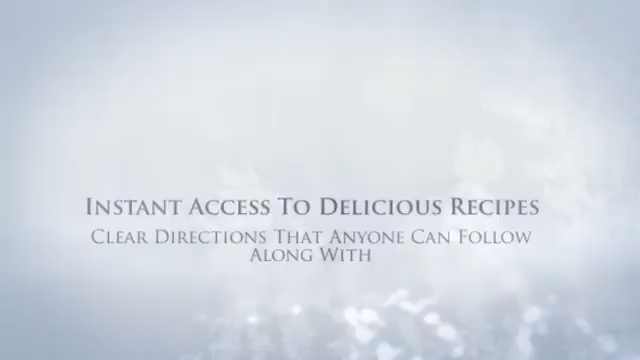 Instant Access To Delicious Recipes
Clear Directions That Anyone Can Follow
Along With